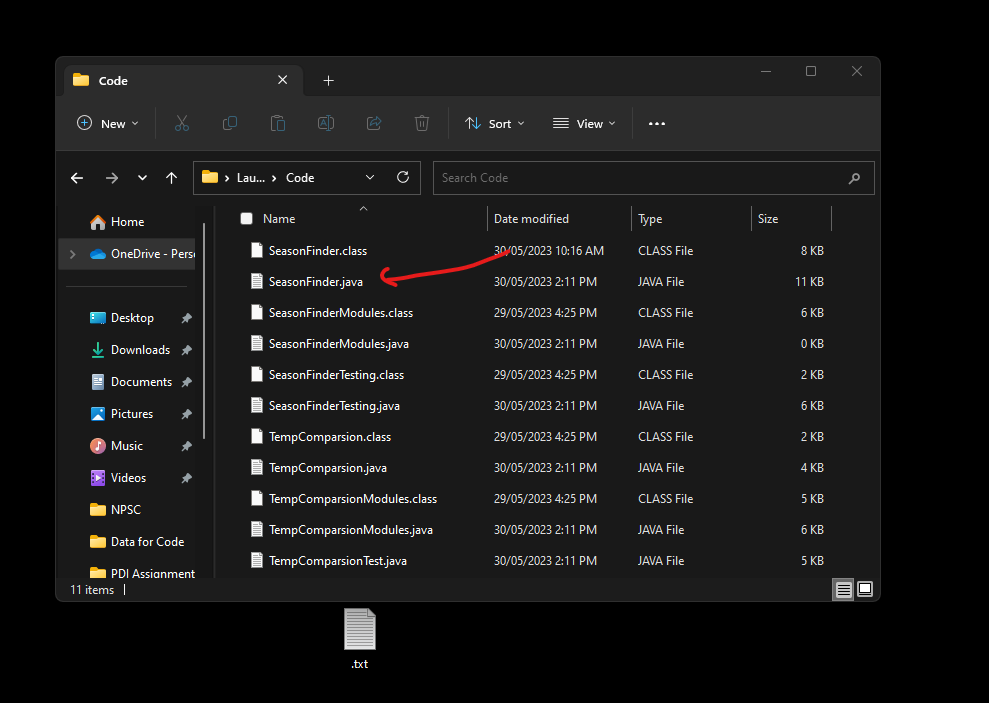 Code
New Sort View
Lau... Code Search Code
Name Date modified Type Size
Home
OneDrive - Pers
Desktop
Downloads
Documents
Pictures
Music
Videos
NPSC
Data for Code
PDI Assignment
SeasonFinder.class 30/05/2023 10:16 AM CLASS File 8 KB
SeasonFinder.java 30/05/2023 2:11 PM JAVA File 11 KB
SeasonFinderModules.class 29/05/2023 4:25 PM CLASS File 6 KB
SeasonFinderModules.java 30/05/2023 2:11 PM JAVA File 0 KB
SeasonFinderTesting.class 29/05/2023 4:25 PM CLASS File 2 KB
SeasonFinderTesting.java 30/05/2023 2:11 PM JAVA File 6 KB
TempComparsion.class 29/05/2023 4:25 PM CLASS File 2 KB
TempComparsion.java 30/05/2023 2:11 PM JAVA File 4 KB
TempComparsionModules.class 29/05/2023 4:25 PM CLASS File 5 KB
TempComparsionModules.java 30/05/2023 2:11 PM JAVA File 6 KB
TempComparsionTest.java 30/05/2023 2:11 PM JAVA File 5 KB
11 items
.txt